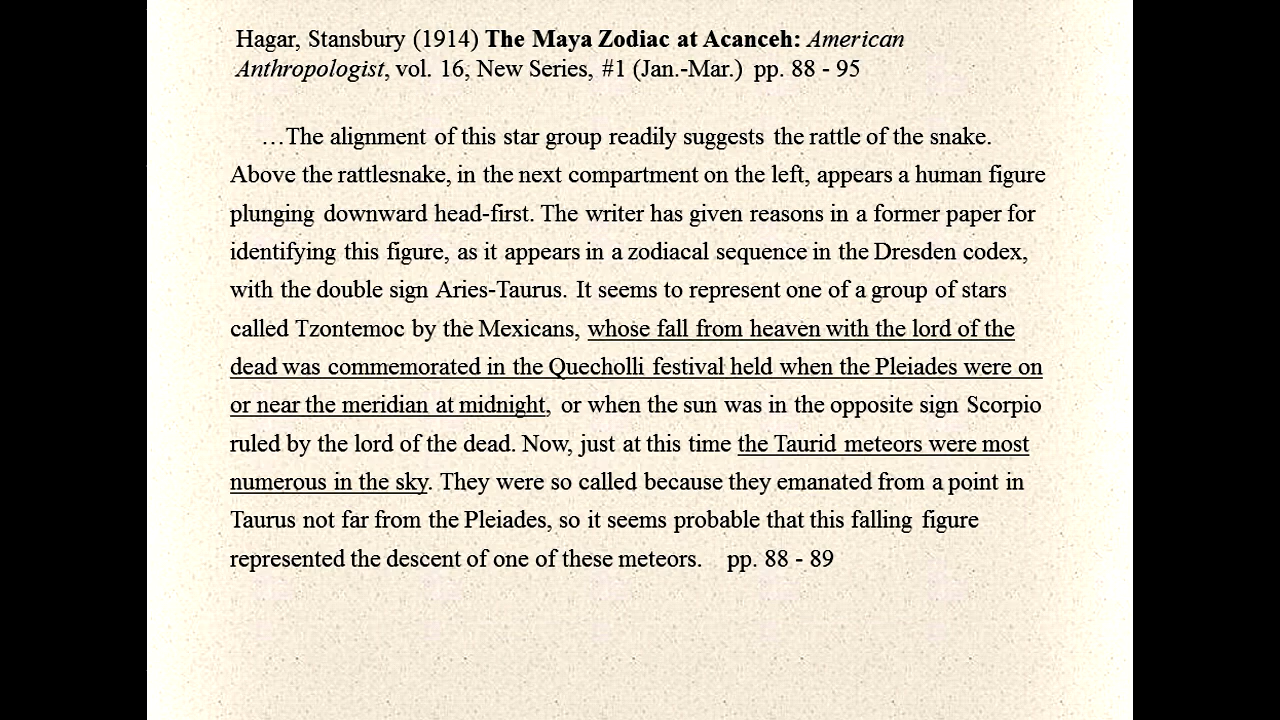 Hagar, Stansbury (1914) The Maya Zodiac at Acanceh: American
Anthropologist, vol. 16, New Series, #1 (Jan.-Mar.) pp. 88 - 95
…The alignment of this star group readily suggests the rattle of the snake.
Above the rattlesnake, in the next compartment on the left, appears a human figure
plunging downward head-first. The writer has given reasons in a former paper for
identifying this figure, as it appears in a zodiacal sequence in the Dresden codex,
with the double sign Aries-Taurus. It seems to represent one of a group of stars
called Tzontemoc by the Mexicans, whose fall from heaven with the lord of the
dead was commemorated in the Quecholli festival held when the Pleiades were on
or near the meridian at midnight, or when the sun was in the opposite sign Scorpio
ruled by the lord of the dead. Now, just at this time the Taurid meteors were most
numerous in the sky. They were so called because they emanated from a point in
Taurus not far from the Pleiades, so it seems probable that this falling figure
represented the descent of one of these meteors. pp. 88 - 89